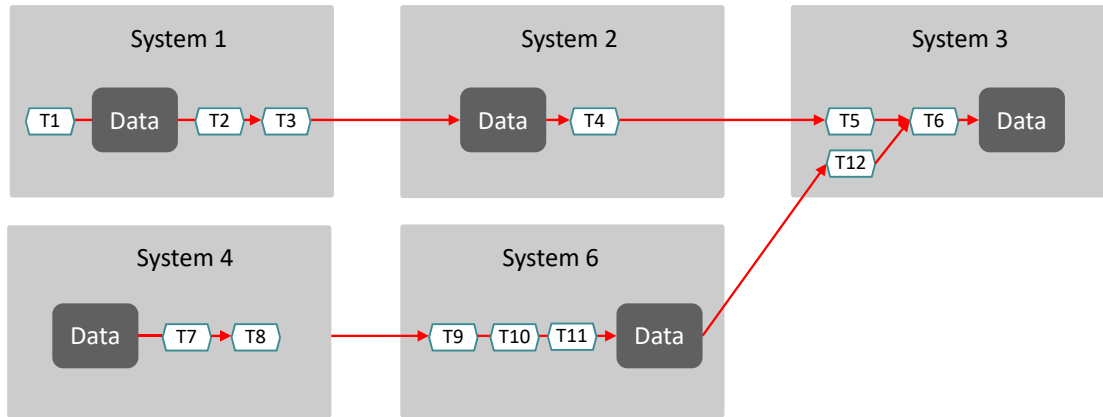 System 1
T1
Data
T2
T3
System 2
Data
T4
System 3
T5
T6
Data
T12
System 4
Data
T7
T8
System 6
T9
T10
T11
Data